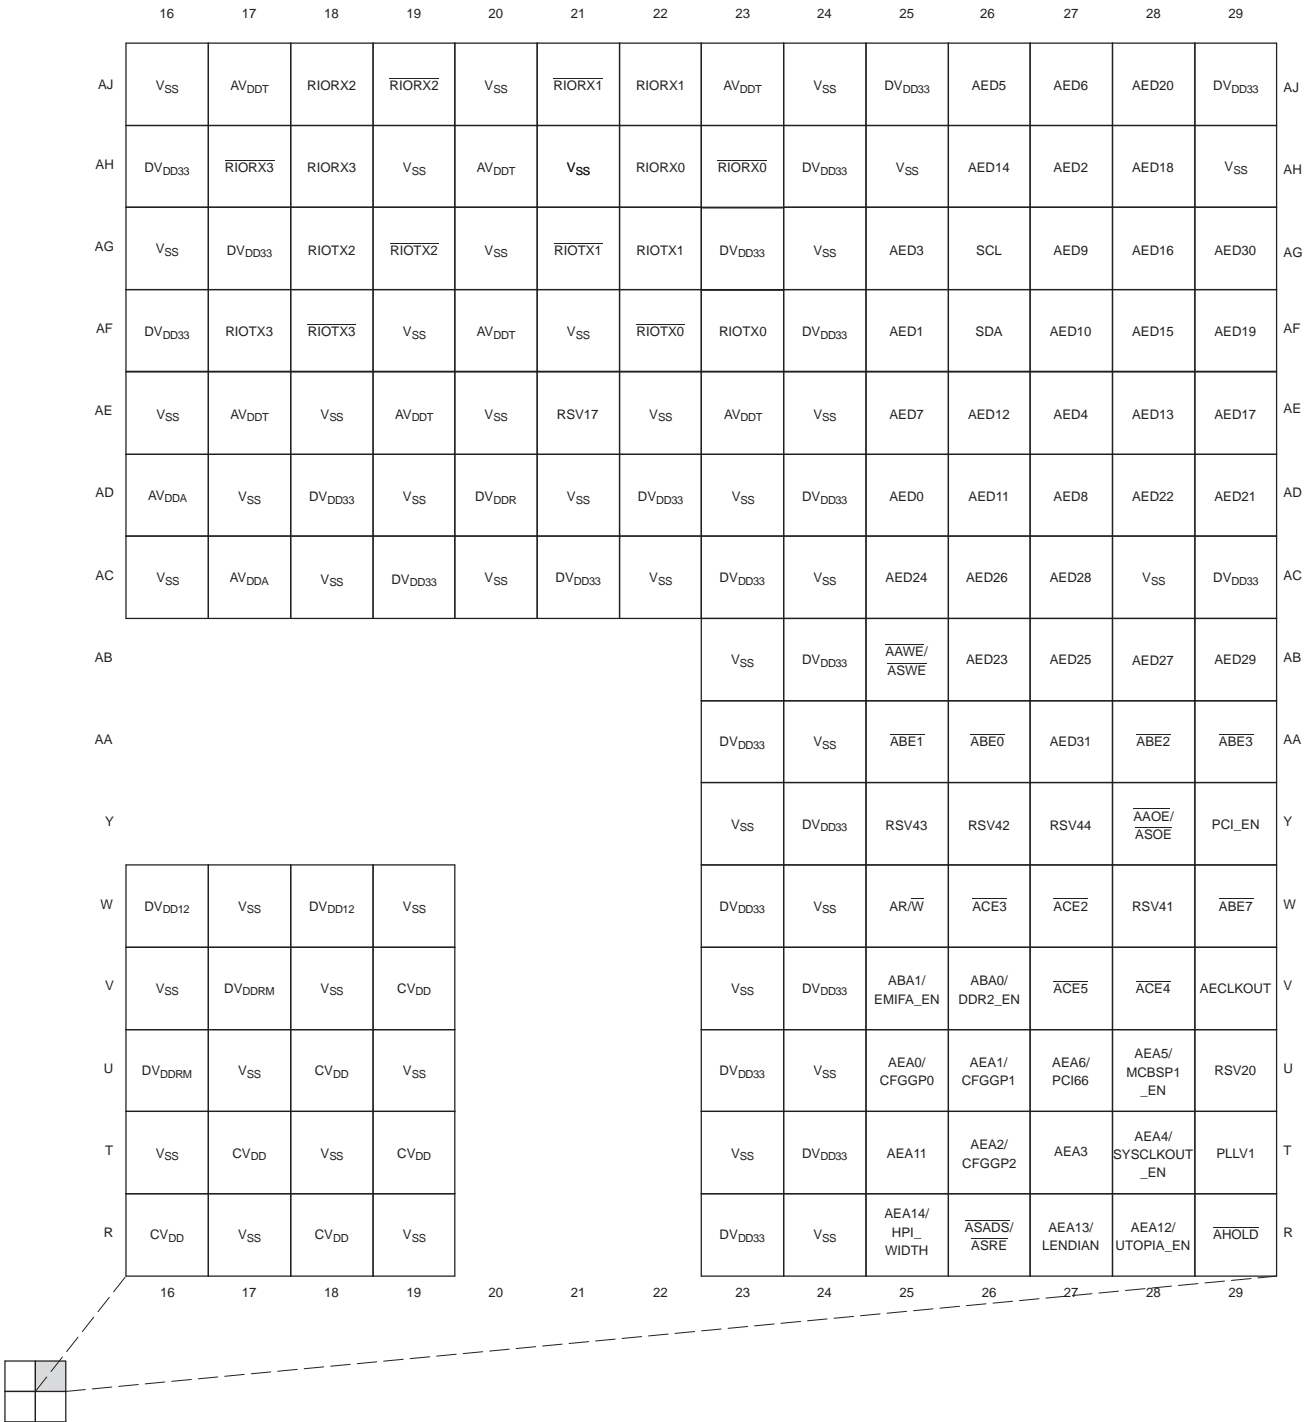 16 17 18 19 20 21 22 23 24 25 26 27 28 29
AJ VSS AVDDT RIORX2 RIORX2 VSS RIORX1 RIORX1 AVDDT VSS DVDD33 AED5 AED6 AED20 DVDD33 AJ
AH DVDD33 RIORX3 RIORX3 VSS AVDDT VSS RIORX0 RIORX0 DVDD33 VSS AED14 AED2 AED18 VSS AH
AG VSS DVDD33 RIOTX2 RIOTX2 VSS RIOTX1 RIOTX1 DVDD33 VSS AED3 SCL AED9 AED16 AED30 AG
AF DVDD33 RIOTX3 RIOTX3 VSS AVDDT VSS RIOTX0 RIOTX0 DVDD33 AED1 SDA AED10 AED15 AED19 AF
AE VSS AVDDT VSS AVDDT VSS RSV17 VSS AVDDT VSS AED7 AED12 AED4 AED13 AED17 AE
AD AVDDA VSS DVDD33 VSS DVDDR VSS DVDD33 VSS DVDD33 AED0 AED11 AED8 AED22 AED21 AD
AC VSS AVDDA VSS DVDD33 VSS DVDD33 VSS DVDD33 VSS AED24 AED26 AED28 VSS DVDD33 AC
AB VSS DVDD33 AAWE/ ASWE AED23 AED25 AED27 AED29 AB
AA DVDD33 VSS ABE1 ABE0 AED31 ABE2 ABE3 AA
Y VSS DVDD33 RSV43 RSV42 RSV44 AAOE/ ASOE PCI_EN Y
W DVDD12 VSS DVDD12 VSS DVDD33 VSS AR/W ACE3 ACE2 RSV41 ABE7 W
V VSS DVDDRM VSS CVDD VSS DVDD33 ABA1/ EMIFA_EN ABA0/ DDR2_EN ACE5 ACE4 AECLKOUT V
U DVDDRM VSS CVDD VSS DVDD33 VSS AEA0/ CFGGP0 AEA1/ CFGGP1 AEA6/ PCI66 AEA5/ MCBSP1 _EN RSV20 U
T VSS CVDD VSS CVDD VSS DVDD33 AEA11 AEA2/ CFGGP2 AEA3 AEA4/ SYSCLKOUT _EN PLLV1 T
R CVDD VSS CVDD VSS DVDD33 VSS AEA14/ HPI_ WIDTH ASADS/ ASRE AEA13/ LENDIAN AEA12/ UTOPIA_EN AHOLD R
16 17 18 19 20 21 22 23 24 25 26 27 28 29